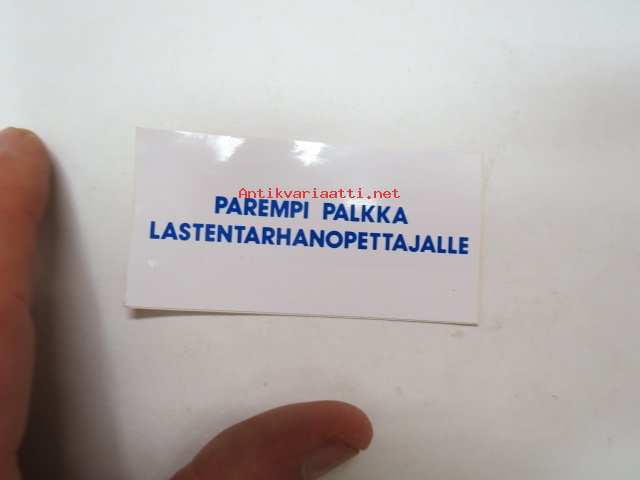 Antikvariaatti.net
PAREMPI PALKKA
LASTENTARHANOPETTAJALLE